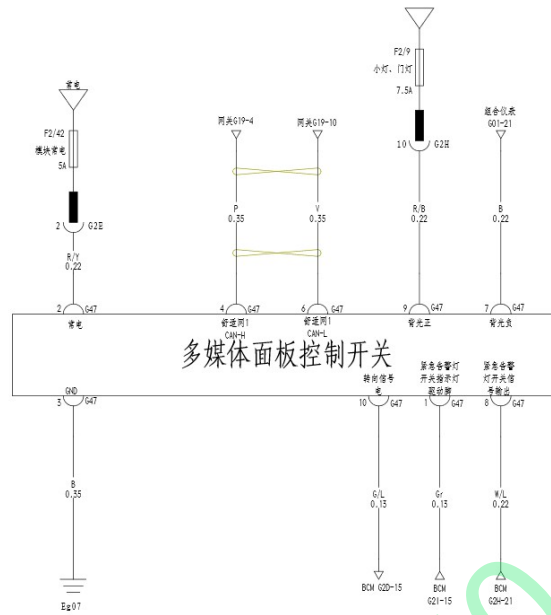 常电
F2/42
模块常电
5A
2 G2E
R/Y
0.22
网关G19-4
网关G19-10
P
0.35
V
0.35
F2/9
小灯、门灯
7.5A
10 G2H
R/B
0.22
组合仪表
G01-21
B
0.22
2 G47
常电
4 G47
舒适网1
CAN-H
6 G47
舒适网1
CAN-L
9 G47
背光正
7 G47
背光负
多媒体面板控制开关
GND
3 G47
转向信号
电
10 G47
紧急告警灯
开关指示灯
驱动脚
1 G47
紧急告警
灯开关信
号输出
8 G47
B
0.35
Eg07
G/L
0.13
BCM G2D-15
Gr
0.13
BCM
G2I-15
W/L
0.22
BCM
G2H-21